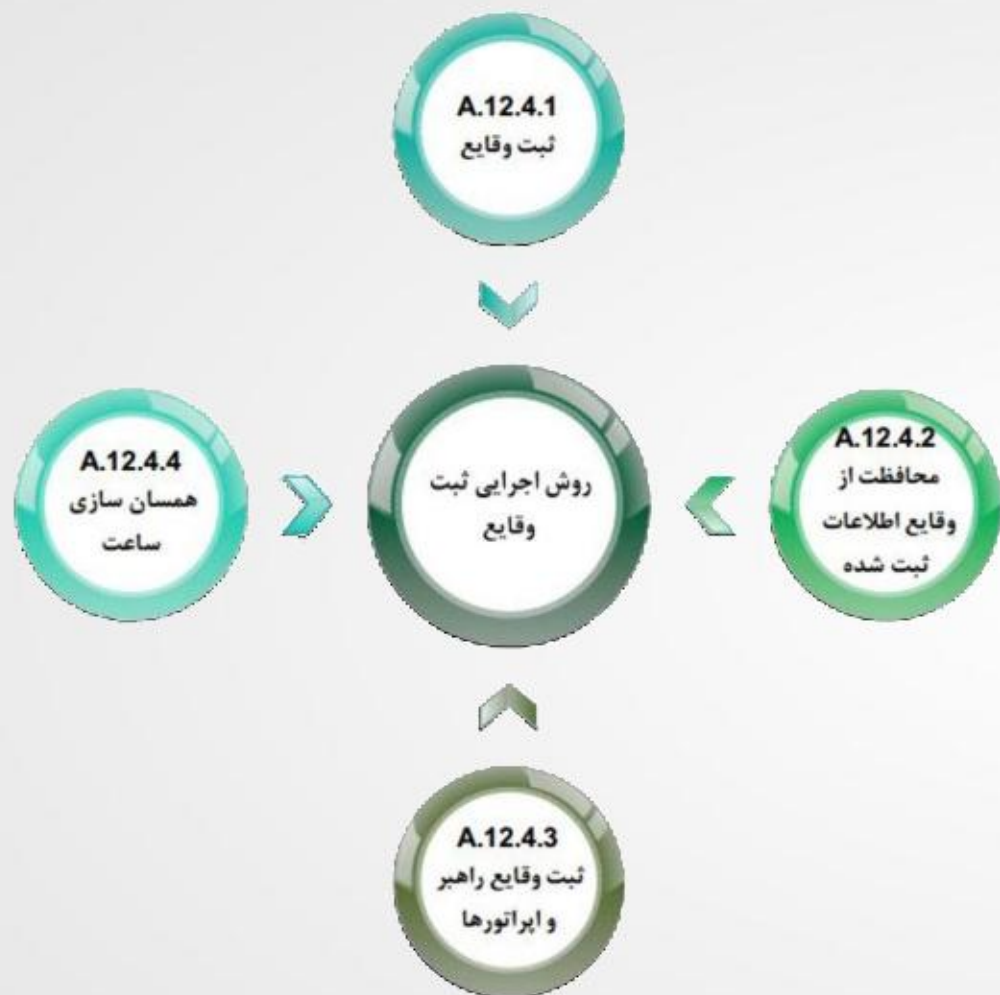 A.12.4.1
ثبت وقایع
A.12.4.4
همسان سازی
ساعت
روش اجرایی ثبت
وقایع
A.12.4.2
محافظت از
وقایع اطلاعات
ثبت شده
A.12.4.3
ثبت وقایع راهبر
و اپراتورها